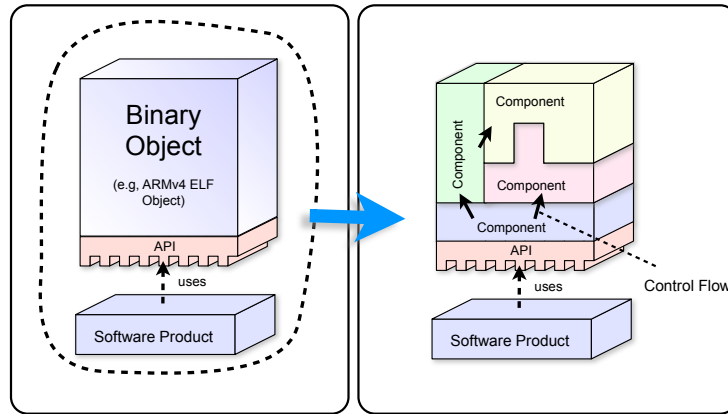 Binary
Object
(e.g, ARMv4 ELF
Object)
API
uses
Software Product
Component
Component
Component
Component
API
uses
Control Flow
Software Product